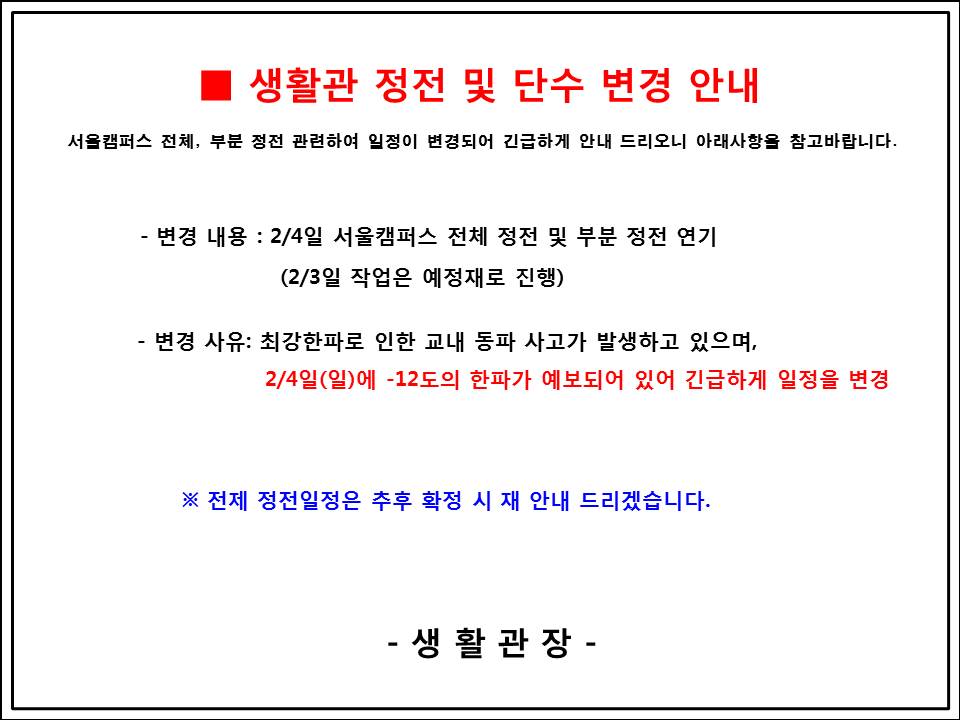 ■ 생활관 정전 및 단수 변경 안내
서울캠퍼스 전체, 부분 정전 관련하여 일정이 변경되어 긴급하게 안내 드리오니 아래사항을 참고바랍니다.
- 변경 내용 : 2/4일 서울캠퍼스 전체 정전 및 부분 정전 연기
(2/3일 작업은 예정재로 진행)
- 변경 사유: 최강한파로 인한 교내 동파 사고가 발생하고 있으며,
2/4일(일)에 -12도의 한파가 예보되어 있어 긴급하게 일정을 변경
※ 전제 정전일정은 추후 확정 시 재 안내 드리겠습니다.
- 생 활 관 장 -